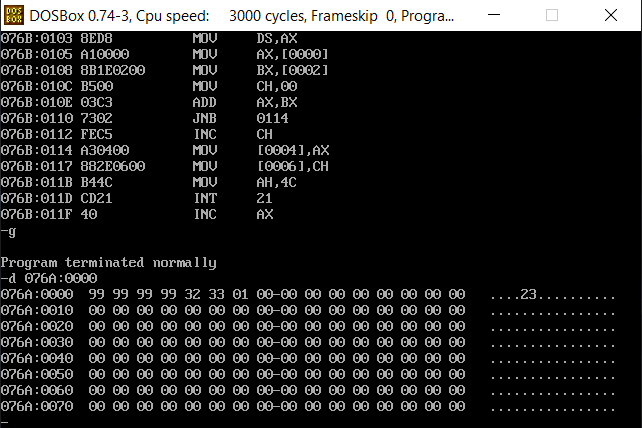 DOS BOX DOSBox 0.74-3, Cpu speed: 3000 cycles, Frameskip 0, Progra...
076B:0103 8ED8 MOV DS,AX
076B:0105 A10000 MOV AX,[0000]
076B:0108 8B1E0200 MOV BX,[0002]
076B:010C B500 MOV CH,00
076B:010E 03C3 ADD AX,BX
076B:0110 7302 JNB 0114
076B:0112 FEC5 INC CH
076B:0114 A30400 MOV [0004],AX
076B:0117 882E0600 MOV [0006],CH
076B:011B B44C MOV AH,4C
076B:011D CD21 INT 21
076B:011F 40 INC AX
-g
Program terminated normally
-d 076A:0000
076A:0000 99 99 99 99 32 33 01 00-00 00 00 00 00 00 00 00 ....23..........
076A:0010 00 00 00 00 00 00 00 00-00 00 00 00 00 00 00 00 ................
076A:0020 00 00 00 00 00 00 00 00-00 00 00 00 00 00 00 00 ................
076A:0030 00 00 00 00 00 00 00 00-00 00 00 00 00 00 00 00 ................
076A:0040 00 00 00 00 00 00 00 00-00 00 00 00 00 00 00 00 ................
076A:0050 00 00 00 00 00 00 00 00-00 00 00 00 00 00 00 00 ................
076A:0060 00 00 00 00 00 00 00 00-00 00 00 00 00 00 00 00 ................
076A:0070 00 00 00 00 00 00 00 00-00 00 00 00 00 00 00 00 ................
-